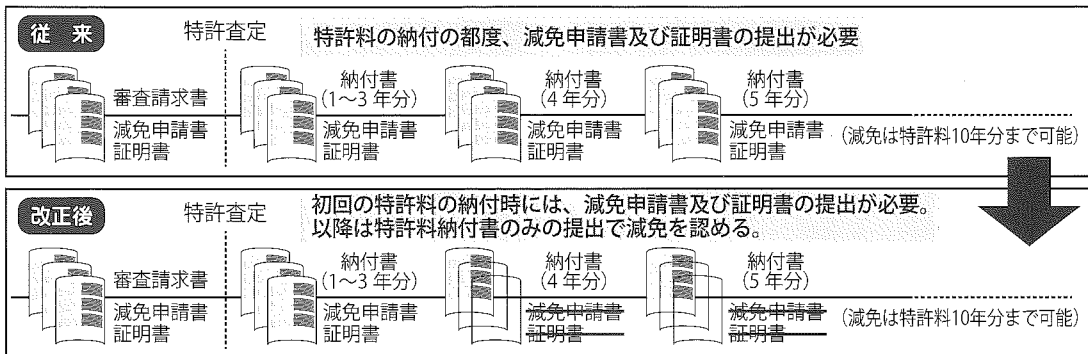 従来
特許査定
特許料の納付の都度、減免申請書及び証明書の提出が必要
審査請求書
減免申請書
証明書
納付書
(1〜3年分)
減免申請書
証明書
納付書
(4年分)
減免申請書
証明書
納付書
(5年分)
減免申請書
証明書
(減免は特許料10年分まで可能)
改正後
特許査定
初回の特許料の納付時には、減免申請書及び証明書の提出が必要。
以降は特許料納付書のみの提出で減免を認める。
審査請求書
減免申請書
証明書
納付書
(1〜3年分)
減免申請書
証明書
納付書
(4年分)
減免申請書
証明書
納付書
(5年分)
減免申請書
証明書
(減免は特許料10年分まで可能)